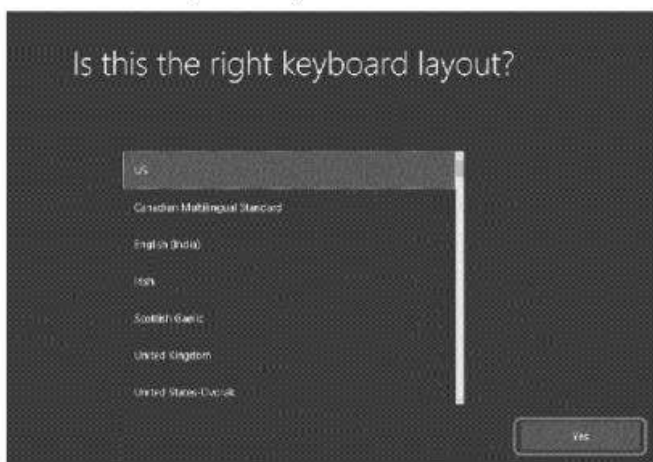 Is this the right keyboard layout?
US
Canadian Multilingual Standard
English (India)
Irish
Scottish Gaelic
United Kingdom
United States-Dvorak
Yes